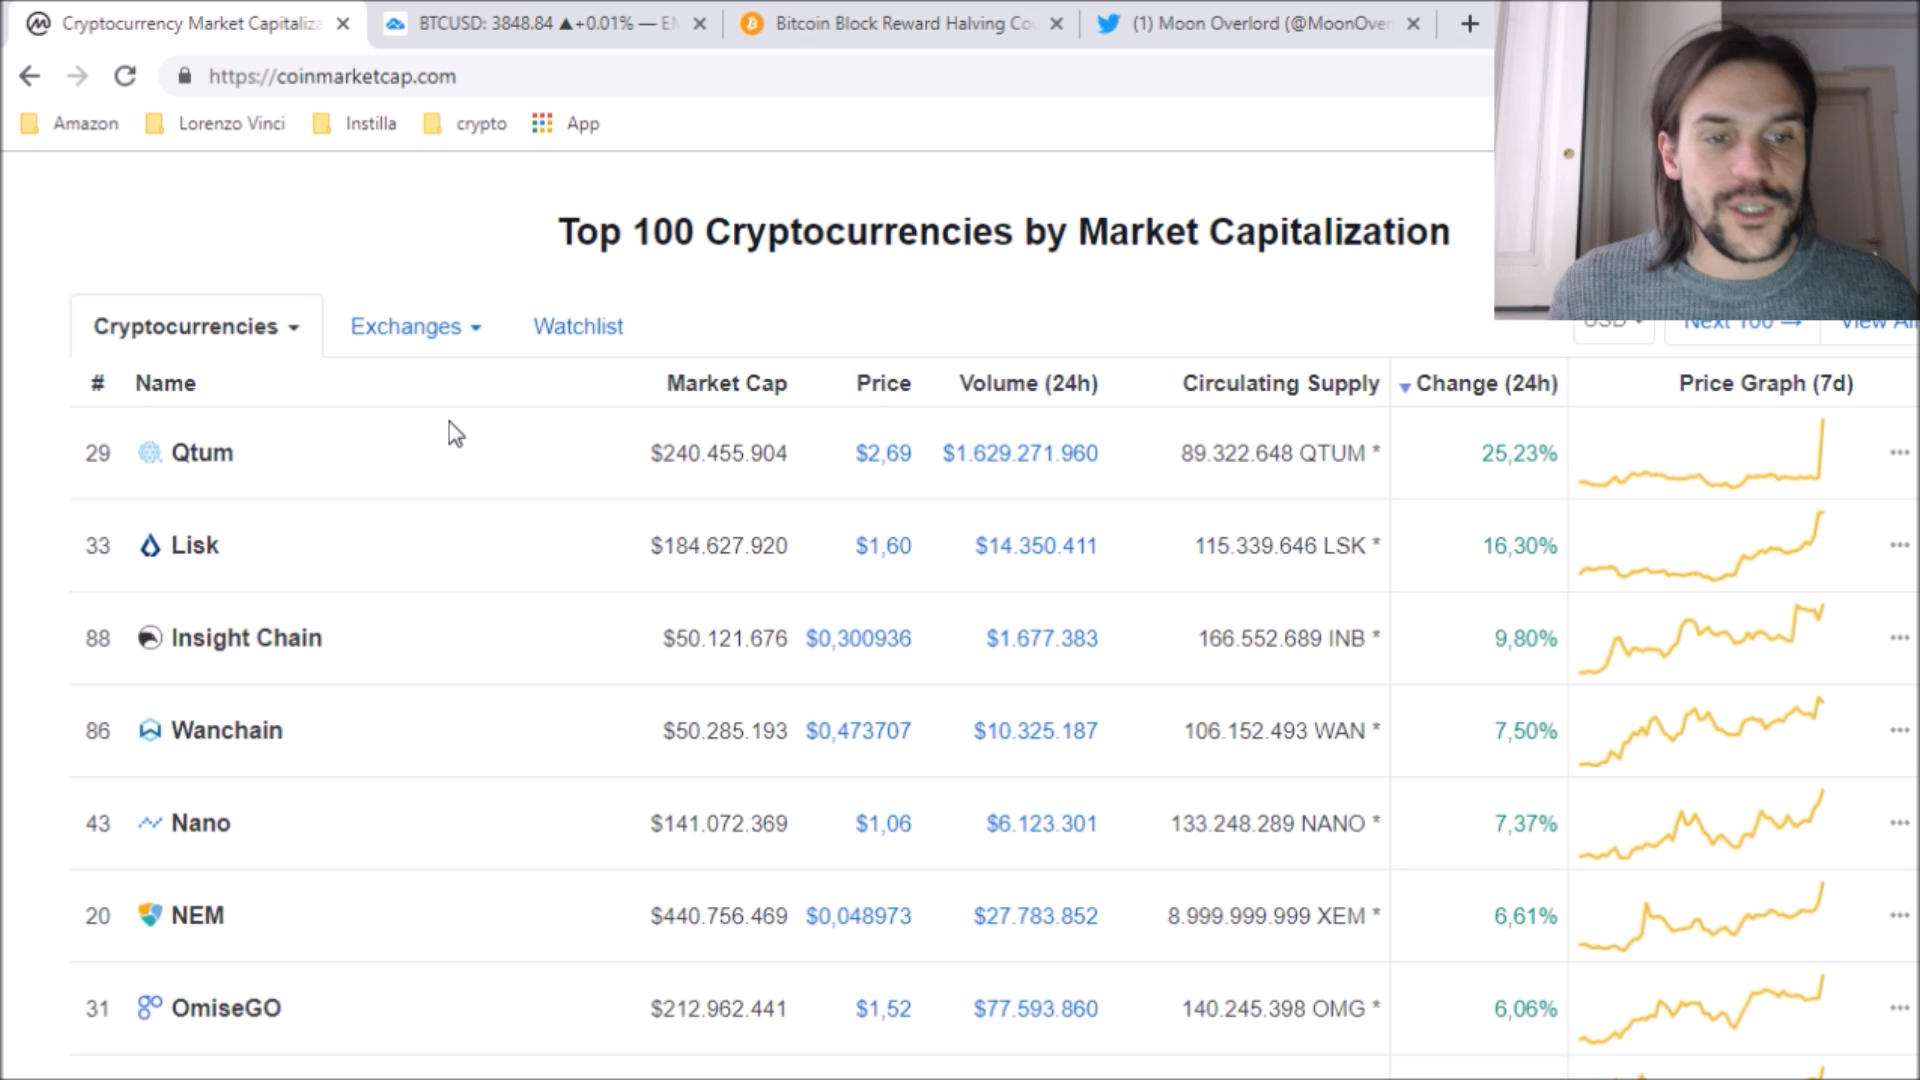 Cryptocurrency Market Capitaliza
BTCUSD: 3848.84 ▲+0.01% —
Bitcoin Block Reward Halving Co
(1) Moon Overlord (@MoonOver
https://coinmarketcap.com
Amazon Lorenzo Vinci Instilla crypto App
Top 100 Cryptocurrencies by Market Capitalization
Cryptocurrencies Exchanges Watchlist USD Next 100 → View All
# Name Market Cap Price Volume (24h) Circulating Supply Change (24h) Price Graph (7d)
29 Qtum $240.455.904 $2,69 $1.629.271.960 89.322.648 QTUM * 25,23%
33 Lisk $184.627.920 $1,60 $14.350.411 115.339.646 LSK * 16,30%
88 Insight Chain $50.121.676 $0,300936 $1.677.383 166.552.689 INB * 9,80%
86 Wanchain $50.285.193 $0,473707 $10.325.187 106.152.493 WAN * 7,50%
43 Nano $141.072.369 $1,06 $6.123.301 133.248.289 NANO * 7,37%
20 NEM $440.756.469 $0,048973 $27.783.852 8.999.999.999 XEM * 6,61%
31 OmiseGO $212.962.441 $1,52 $77.593.860 140.245.398 OMG * 6,06%